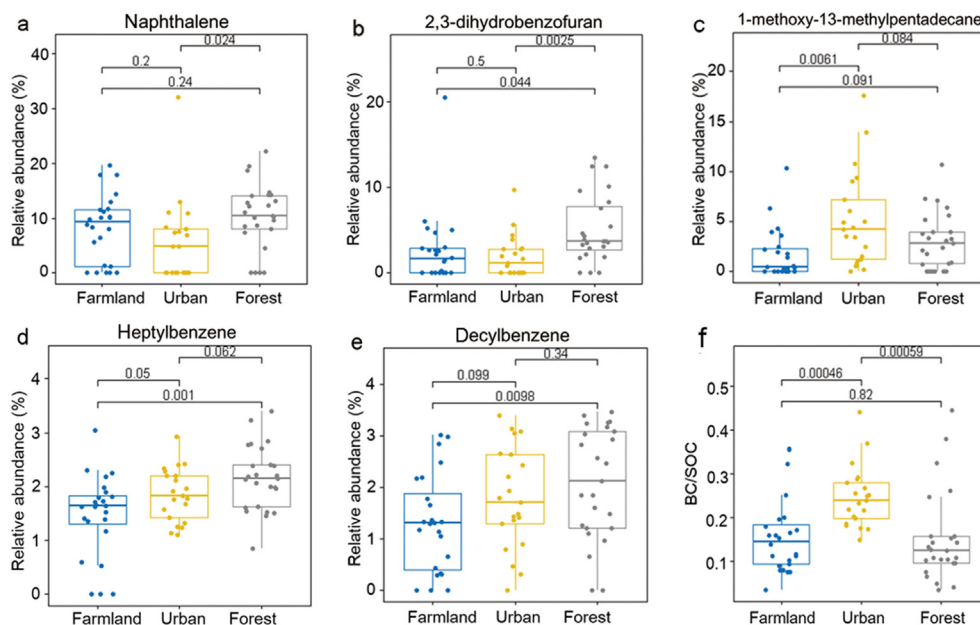 a Naphthalene
Relative abundance (%)
40
30
20
10
0
0.024
0.2
0.24
Farmland Urban Forest
b 2,3-dihydrobenzofuran
Relative abundance (%)
20
10
0
0.0025
0.5
0.044
Farmland Urban Forest
c 1-methoxy-13-methylpentadecane
Relative abundance (%)
20
15
10
5
0
0.084
0.0061
0.091
Farmland Urban Forest
d Heptylbenzene
Relative abundance (%)
4
3
2
1
0
0.062
0.05
0.001
Farmland Urban Forest
e Decylbenzene
Relative abundance (%)
4
3
2
1
0
0.34
0.099
0.0098
Farmland Urban Forest
f
BC/SOC
0.5
0.4
0.3
0.2
0.1
0.00059
0.00046
0.82
Farmland Urban Forest